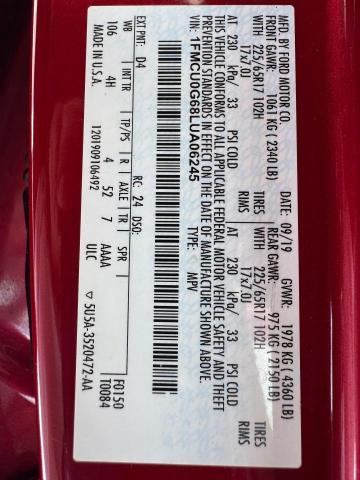 MFD. BY FORD MOTOR CO.
09/19 GVWR: 1978 KG ( 4360 LB)
FRONT GAWR: 1061 KG ( 2340 LB) REAR GAWR: 975 KG ( 2150 LB)
WITH 225/65R17 102H TIRES WITH 225/65R17 102H TIRES
17x7.0J RIMS 17x7.0J RIMS
AT 230 kPa/ 33 PSI COLD AT 230 kPa/ 33 PSI COLD
THIS VEHICLE CONFORMS TO ALL APPLICABLE FEDERAL MOTOR VEHICLE SAFETY AND THEFT
PREVENTION STANDARDS IN EFFECT ON THE DATE OF MANUFACTURE SHOWN ABOVE.
1FMCU0G68LUA06245 TYPE: MPV
EXT PNT: D4 RC: 24 DSO: F0150
WB INT TR TP/PS R AXLE TR SPR T0084
106 4H 4 52 7 AAAA
ULC
MADE IN U.S.A. 1201909106492 5U5A-3520472-AA